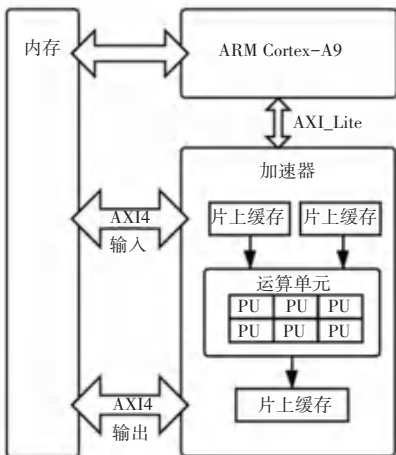 内存
ARM Cortex-A9
AXI_Lite
加速器
AXI4
输入
片上缓存 片上缓存
运算单元
PU PU PU
PU PU PU
AXI4
输出
片上缓存